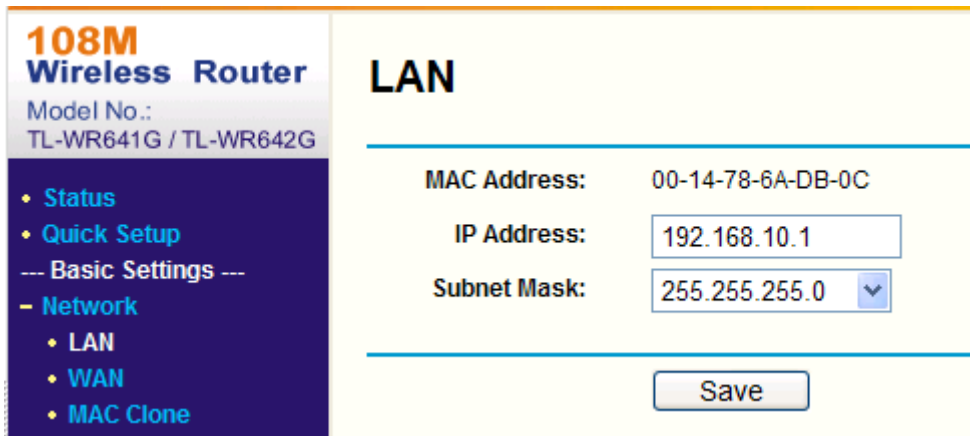 108M
Wireless Router
Model No.:
TL-WR641G / TL-WR642G
• Status
• Quick Setup
--- Basic Settings ---
– Network
• LAN
• WAN
• MAC Clone
LAN
MAC Address: 00-14-78-6A-DB-0C
IP Address: 192.168.10.1
Subnet Mask: 255.255.255.0
Save